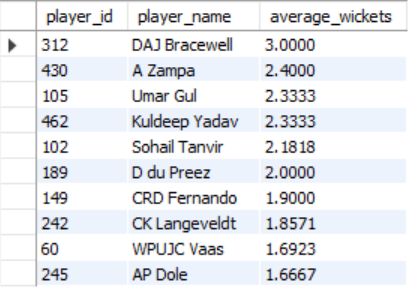 player_id player_name average_wickets
312 DAJ Bracewell 3.0000
430 A Zampa 2.4000
105 Umar Gul 2.3333
462 Kuldeep Yadav 2.3333
102 Sohail Tanvir 2.1818
189 D du Preez 2.0000
149 CRD Fernando 1.9000
242 CK Langeveldt 1.8571
60 WPUJC Vaas 1.6923
245 AP Dole 1.6667